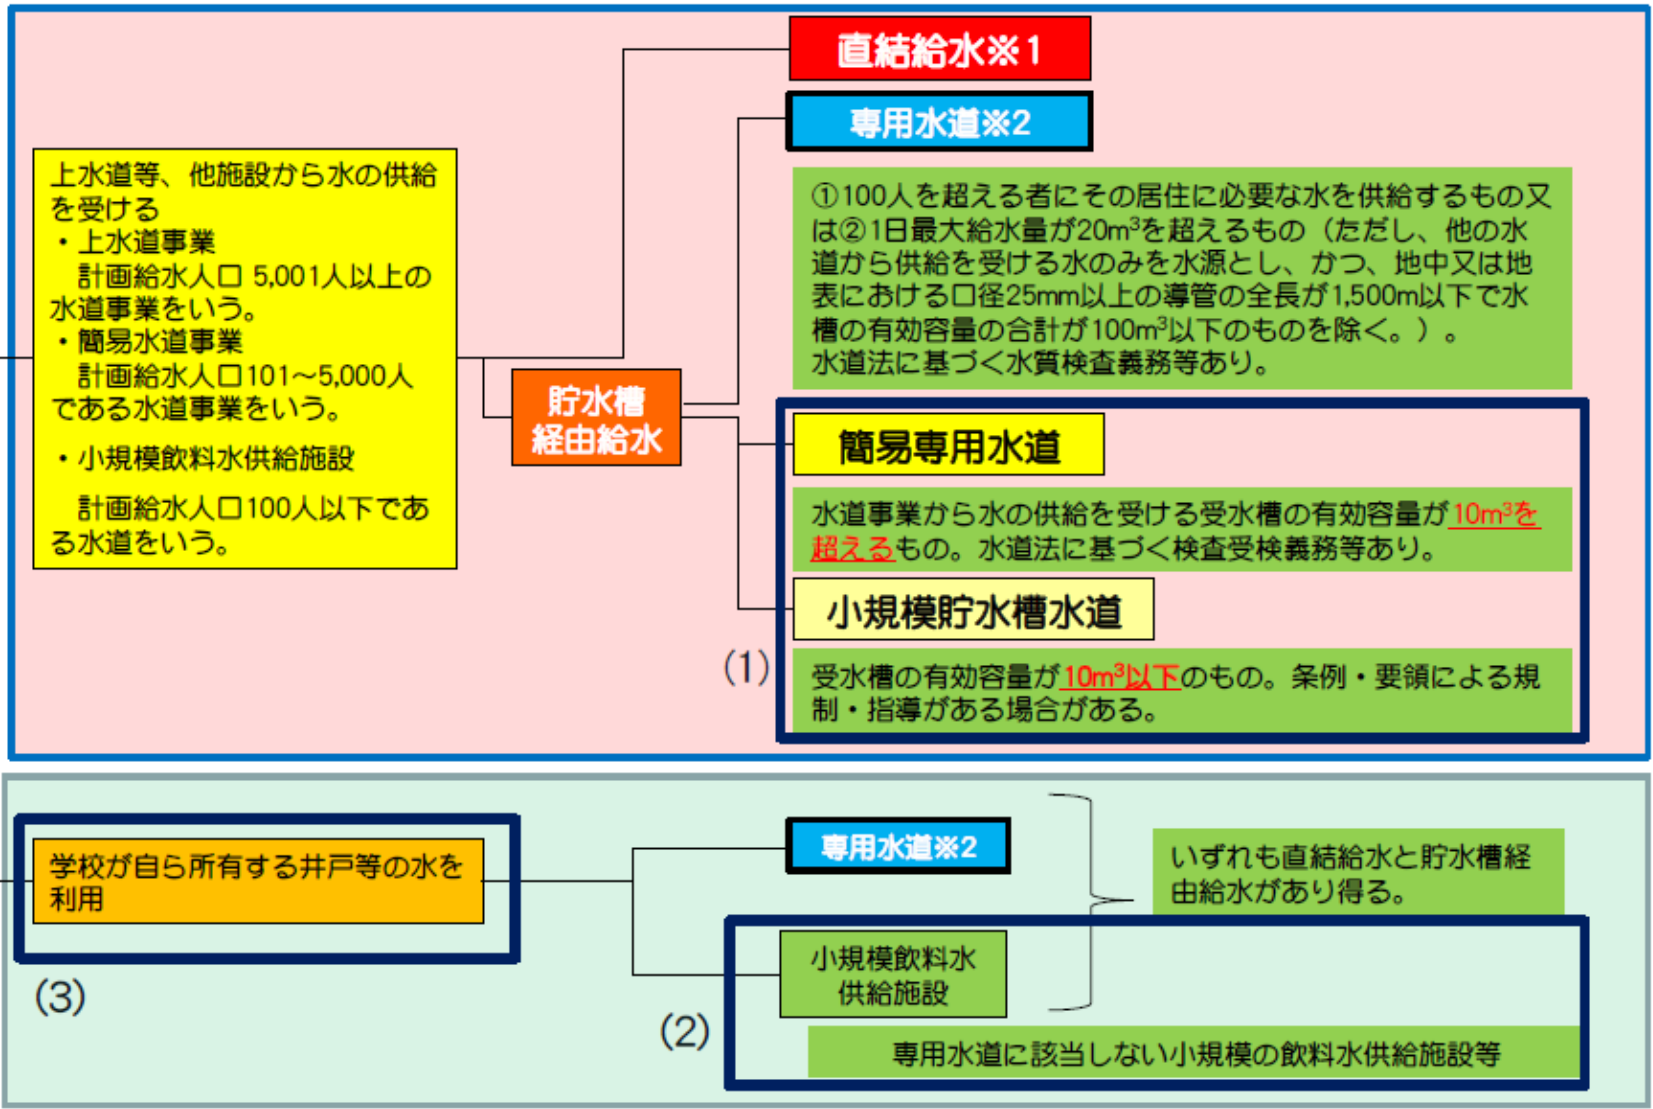 直結給水※1
専用水道※2
上水道等、他施設から水の供給
を受ける
・上水道事業
計画給水人口 5,001人以上の
水道事業をいう。
・簡易水道事業
計画給水人口101～5,000人
である水道事業をいう。
・小規模飲料水供給施設
計画給水人口100人以下であ
る水道をいう。
貯水槽
経由給水
①100人を超える者にその居住に必要な水を供給するもの又
は②1日最大給水量が20m³を超えるもの（ただし、他の水
道から供給を受ける水のみを水源とし、かつ、地中又は地
表における口径25mm以上の導管の全長が1,500m以下で水
槽の有効容量の合計が100m³以下のものを除く。）。
水道法に基づく水質検査義務等あり。
簡易専用水道
水道事業から水の供給を受ける受水槽の有効容量が10m³を
超えるもの。水道法に基づく検査受検義務等あり。
小規模貯水槽水道
(1)
受水槽の有効容量が10m³以下のもの。条例・要領による規
制・指導がある場合がある。
学校が自ら所有する井戸等の水を
利用
(3)
専用水道※2
小規模飲料水
供給施設
(2)
いずれも直結給水と貯水槽経
由給水があり得る。
専用水道に該当しない小規模の飲料水供給施設等